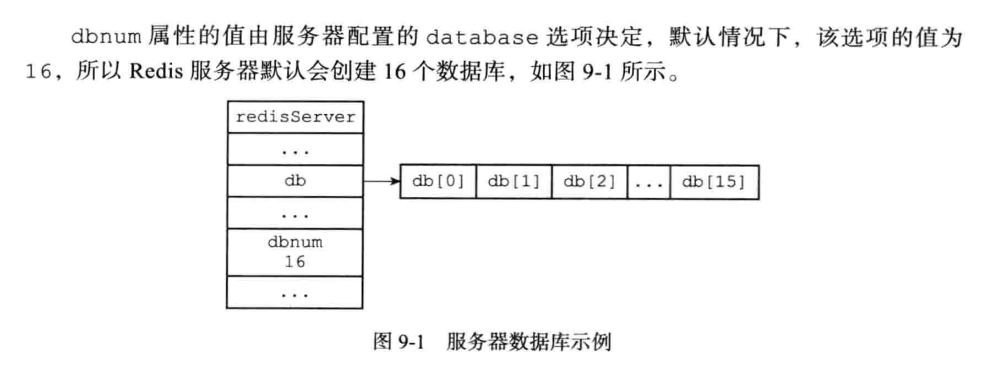 dbnum 属性的值由服务器配置的 database 选项决定，默认情况下，该选项的值为
16，所以 Redis 服务器默认会创建 16 个数据库，如图 9-1 所示。
redisServer
...
db
db[0] db[1] db[2] ... db[15]
...
dbnum
16
...
图 9-1 服务器数据库示例